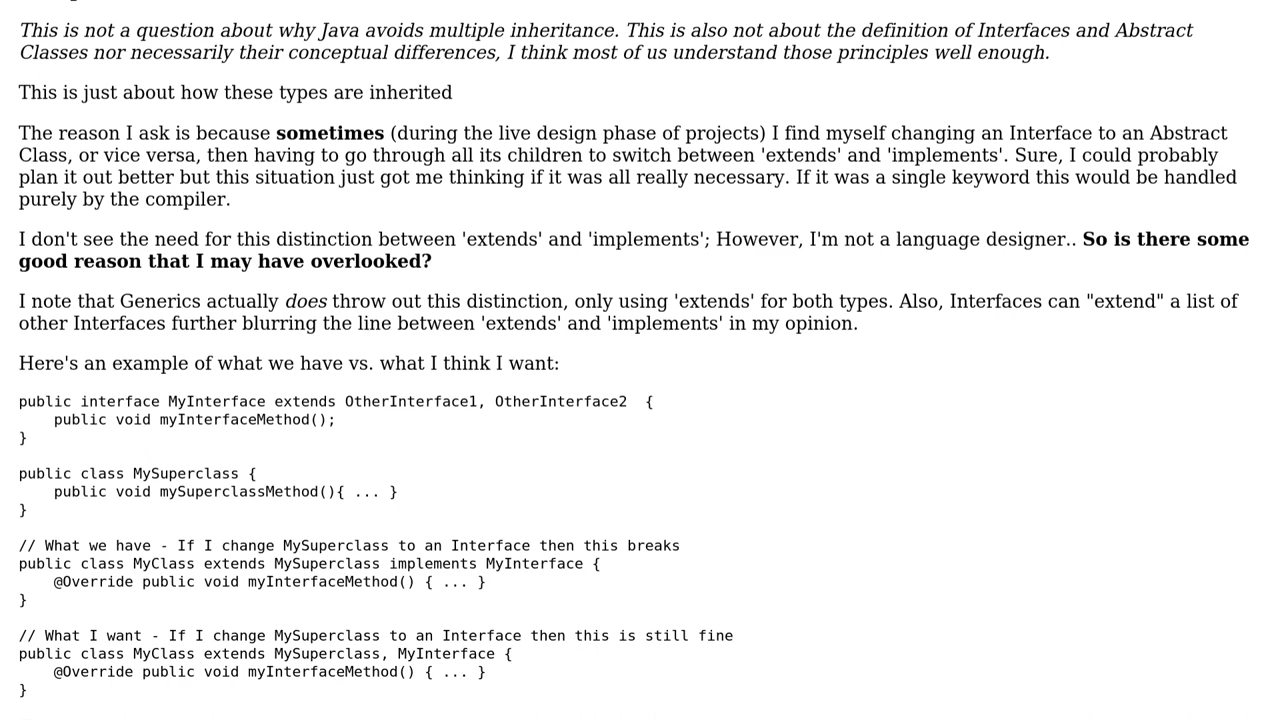 This is not a question about why Java avoids multiple inheritance. This is also not about the definition of Interfaces and Abstract
Classes nor necessarily their conceptual differences, I think most of us understand those principles well enough.
This is just about how these types are inherited
The reason I ask is because sometimes (during the live design phase of projects) I find myself changing an Interface to an Abstract
Class, or vice versa, then having to go through all its children to switch between 'extends' and 'implements'. Sure, I could probably
plan it out better but this situation just got me thinking if it was all really necessary. If it was a single keyword this would be handled
purely by the compiler.
I don't see the need for this distinction between 'extends' and 'implements'; However, I'm not a language designer.. So is there some
good reason that I may have overlooked?
I note that Generics actually does throw out this distinction, only using 'extends' for both types. Also, Interfaces can "extend" a list of
other Interfaces further blurring the line between 'extends' and 'implements' in my opinion.
Here's an example of what we have vs. what I think I want:
public interface MyInterface extends OtherInterface1, OtherInterface2  {
    public void myInterfaceMethod();
}
public class MySuperclass {
    public void mySuperclassMethod(){ ... }
}
// What we have - If I change MySuperclass to an Interface then this breaks
public class MyClass extends MySuperclass implements MyInterface {
    @Override public void myInterfaceMethod() { ... }
}
// What I want - If I change MySuperclass to an Interface then this is still fine
public class MyClass extends MySuperclass, MyInterface {
    @Override public void myInterfaceMethod() { ... }
}